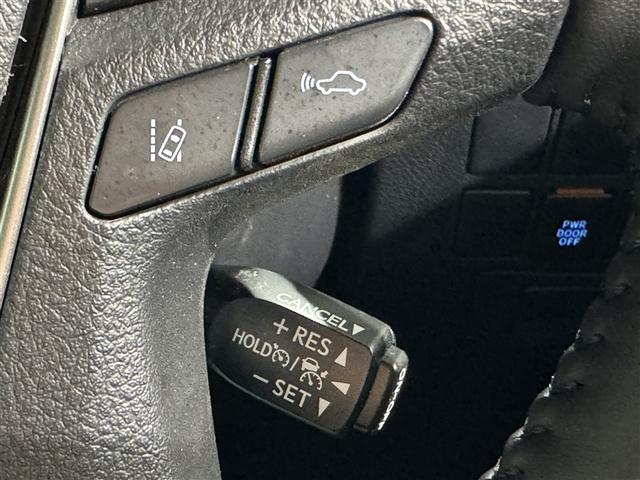 PWR
DOOR
OFF
CANCEL▼
+ RES ▲
HOLD /
− SET ▼